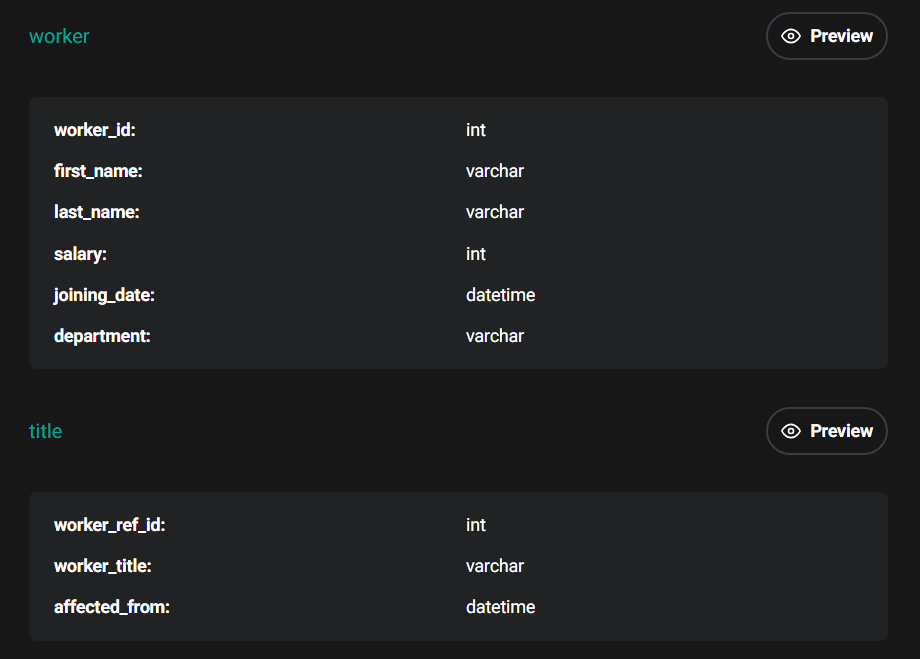 worker Preview
worker_id: int
first_name: varchar
last_name: varchar
salary: int
joining_date: datetime
department: varchar
title Preview
worker_ref_id: int
worker_title: varchar
affected_from: datetime